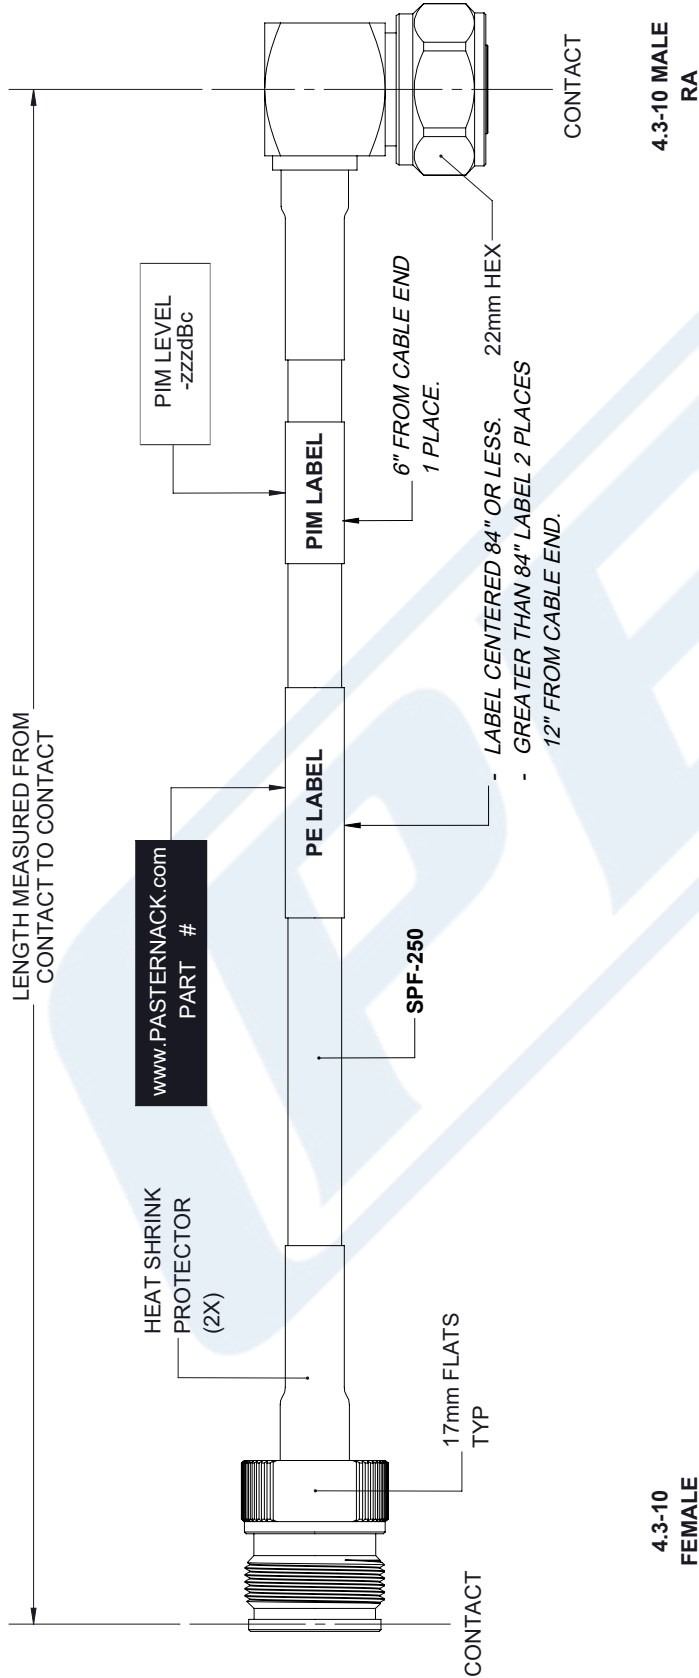 LENGTH MEASURED FROM
CONTACT TO CONTACT
HEAT SHRINK
PROTECTOR
(2X)
www.PASTERNACK.com
PART #
PIM LEVEL
-zzzdBc
PE LABEL
PIM LABEL
CONTACT
17mm FLATS
TYP
SPF-250
- LABEL CENTERED 84" OR LESS.
- GREATER THAN 84" LABEL 2 PLACES
12" FROM CABLE END.
6" FROM CABLE END
1 PLACE.
22mm HEX
CONTACT
4.3-10
FEMALE
4.3-10 MALE
RA